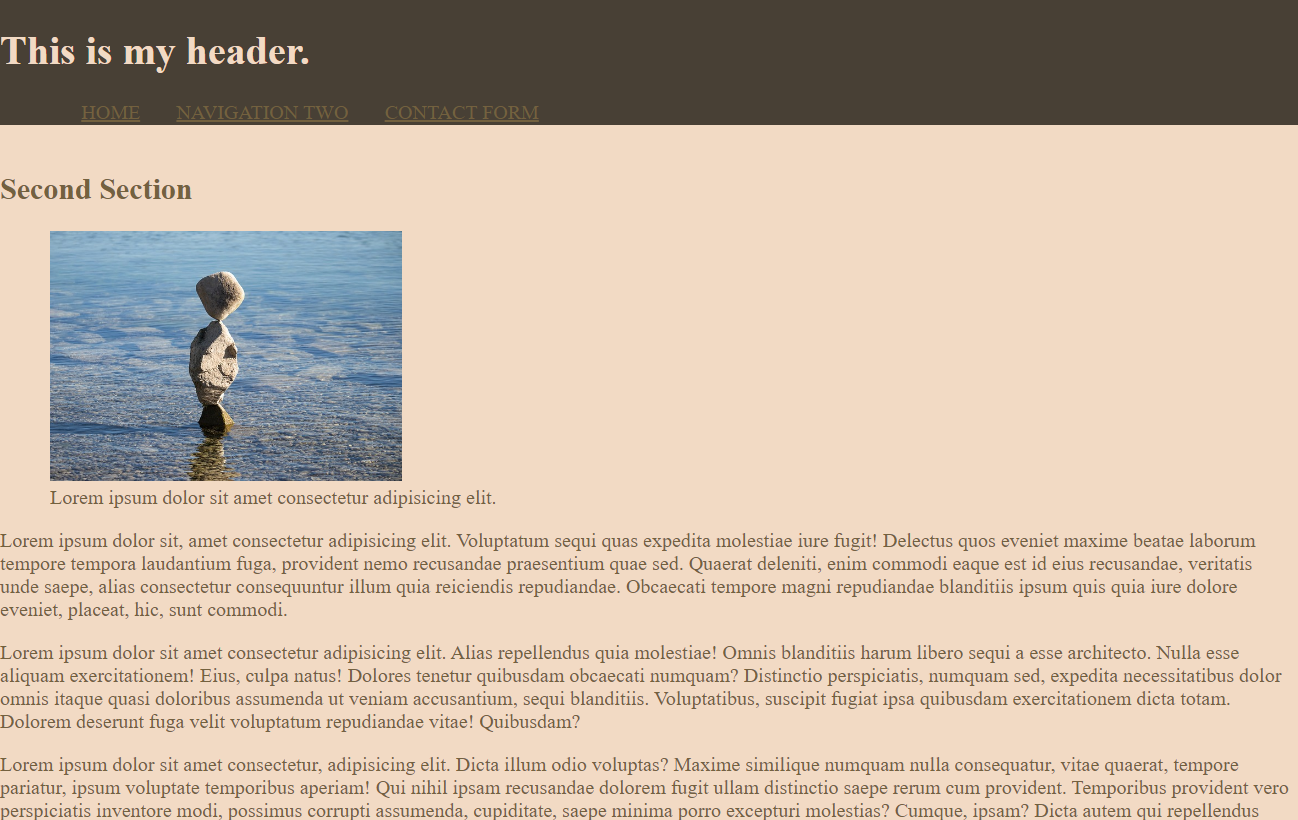 This is my header.
HOME NAVIGATION TWO CONTACT FORM
Second Section
Lorem ipsum dolor sit amet consectetur adipisicing elit.
Lorem ipsum dolor sit, amet consectetur adipisicing elit. Voluptatum sequi quas expedita molestiae iure fugit! Delectus quos eveniet maxime beatae laborum
tempore tempora laudantium fuga, provident nemo recusandae praesentium quae sed. Quaerat deleniti, enim commodi eaque est id eius recusandae, veritatis
unde saepe, alias consectetur consequuntur illum quia reiciendis repudiandae. Obcaecati tempore magni repudiandae blanditiis ipsum quis quia iure dolore
eveniet, placeat, hic, sunt commodi.
Lorem ipsum dolor sit amet consectetur adipisicing elit. Alias repellendus quia molestiae! Omnis blanditiis harum libero sequi a esse architecto. Nulla esse
aliquam exercitationem! Eius, culpa natus! Dolores tenetur quibusdam obcaecati numquam? Distinctio perspiciatis, numquam sed, expedita necessitatibus dolor
omnis itaque quasi doloribus assumenda ut veniam accusantium, sequi blanditiis. Voluptatibus, suscipit fugiat ipsa quibusdam exercitationem dicta totam.
Dolorem deserunt fuga velit voluptatum repudiandae vitae! Quibusdam?
Lorem ipsum dolor sit amet consectetur, adipisicing elit. Dicta illum odio voluptas? Maxime similique numquam nulla consequatur, vitae quaerat, tempore
pariatur, ipsum voluptate temporibus aperiam! Qui nihil ipsam recusandae dolorem fugit ullam distinctio saepe rerum cum provident. Temporibus provident vero
perspiciatis inventore modi, possimus corrupti assumenda, cupiditate, saepe minima porro excepturi molestias? Cumque, ipsam? Dicta autem qui repellendus